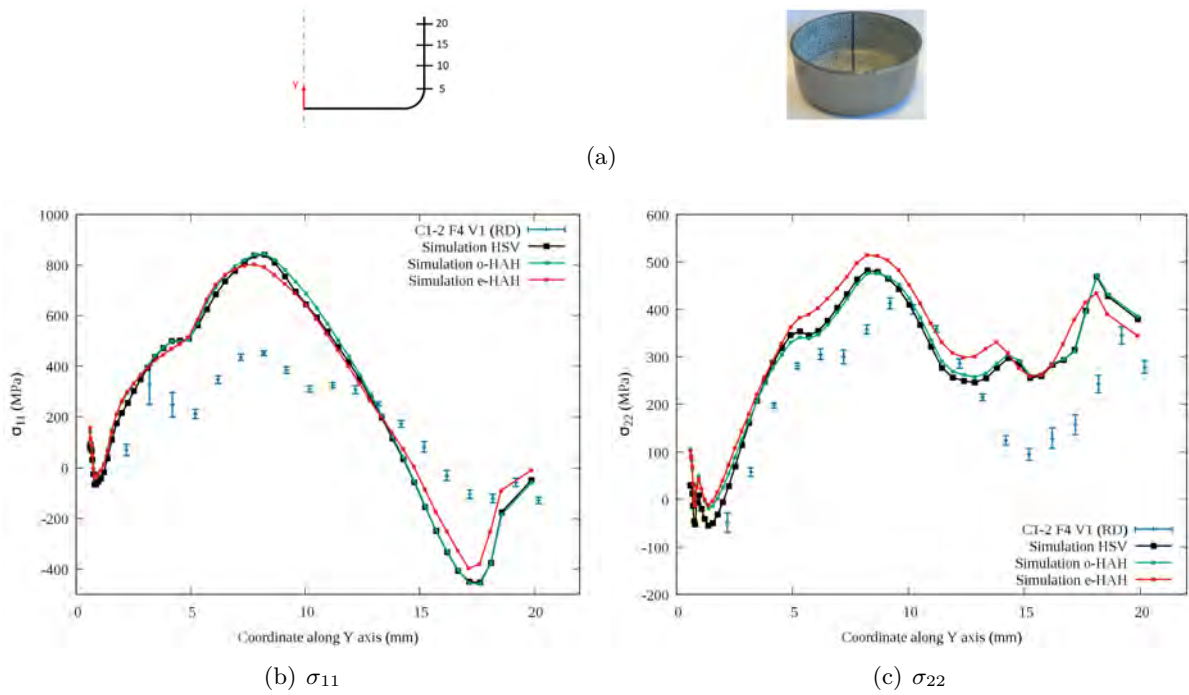 20
15
10
5
Y
(a)
1000
800
600
400
200
0
-200
-400
σ11 (MPa)
C1-2 F4 V1 (RD)
Simulation HSV
Simulation o-HAH
Simulation e-HAH
0 5 10 15 20
Coordinate along Y axis (mm)
(b) σ11
600
500
400
300
200
100
0
-100
-200
σ22 (MPa)
C1-2 F4 V1 (RD)
Simulation HSV
Simulation o-HAH
Simulation e-HAH
0 5 10 15 20
Coordinate along Y axis (mm)
(c) σ22